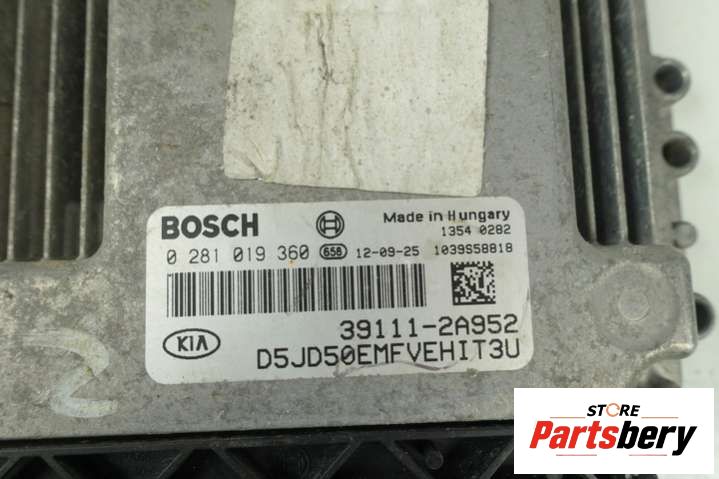 BOSCH
Made in Hungary
1354 0282
0 281 019 360 658 12-09-25 1039S58818
39111-2A952
KIA
D5JD50EMFVEHIT3U
2
STORE
Partsbery